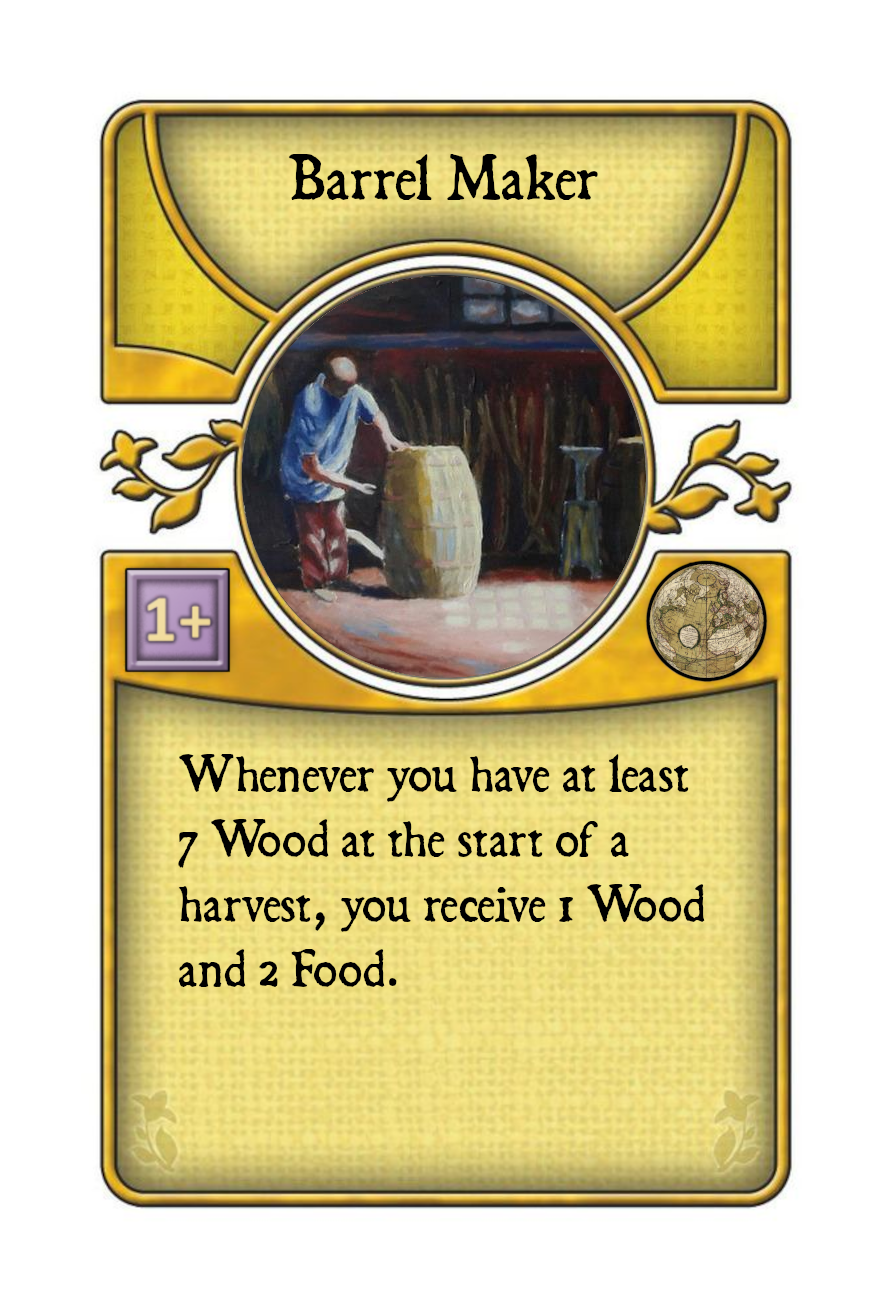 Barrel Maker
1+
Whenever you have at least
7 Wood at the start of a
harvest, you receive 1 Wood
and 2 Food.